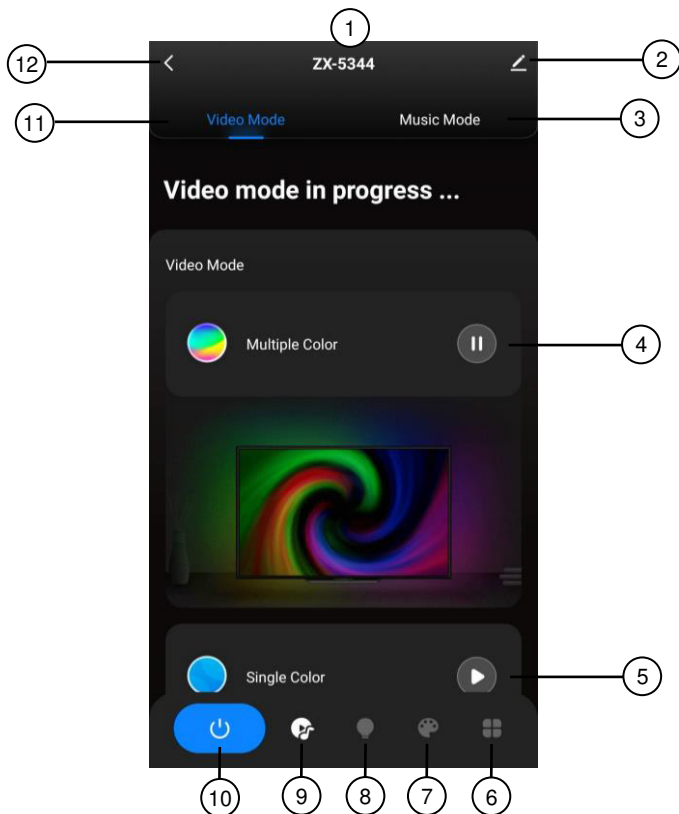 1
12
ZX-5344
2
11
Video Mode
Music Mode
3
Video mode in progress ...
Video Mode
Multiple Color
4
Single Color
5
10
9
8
7
6